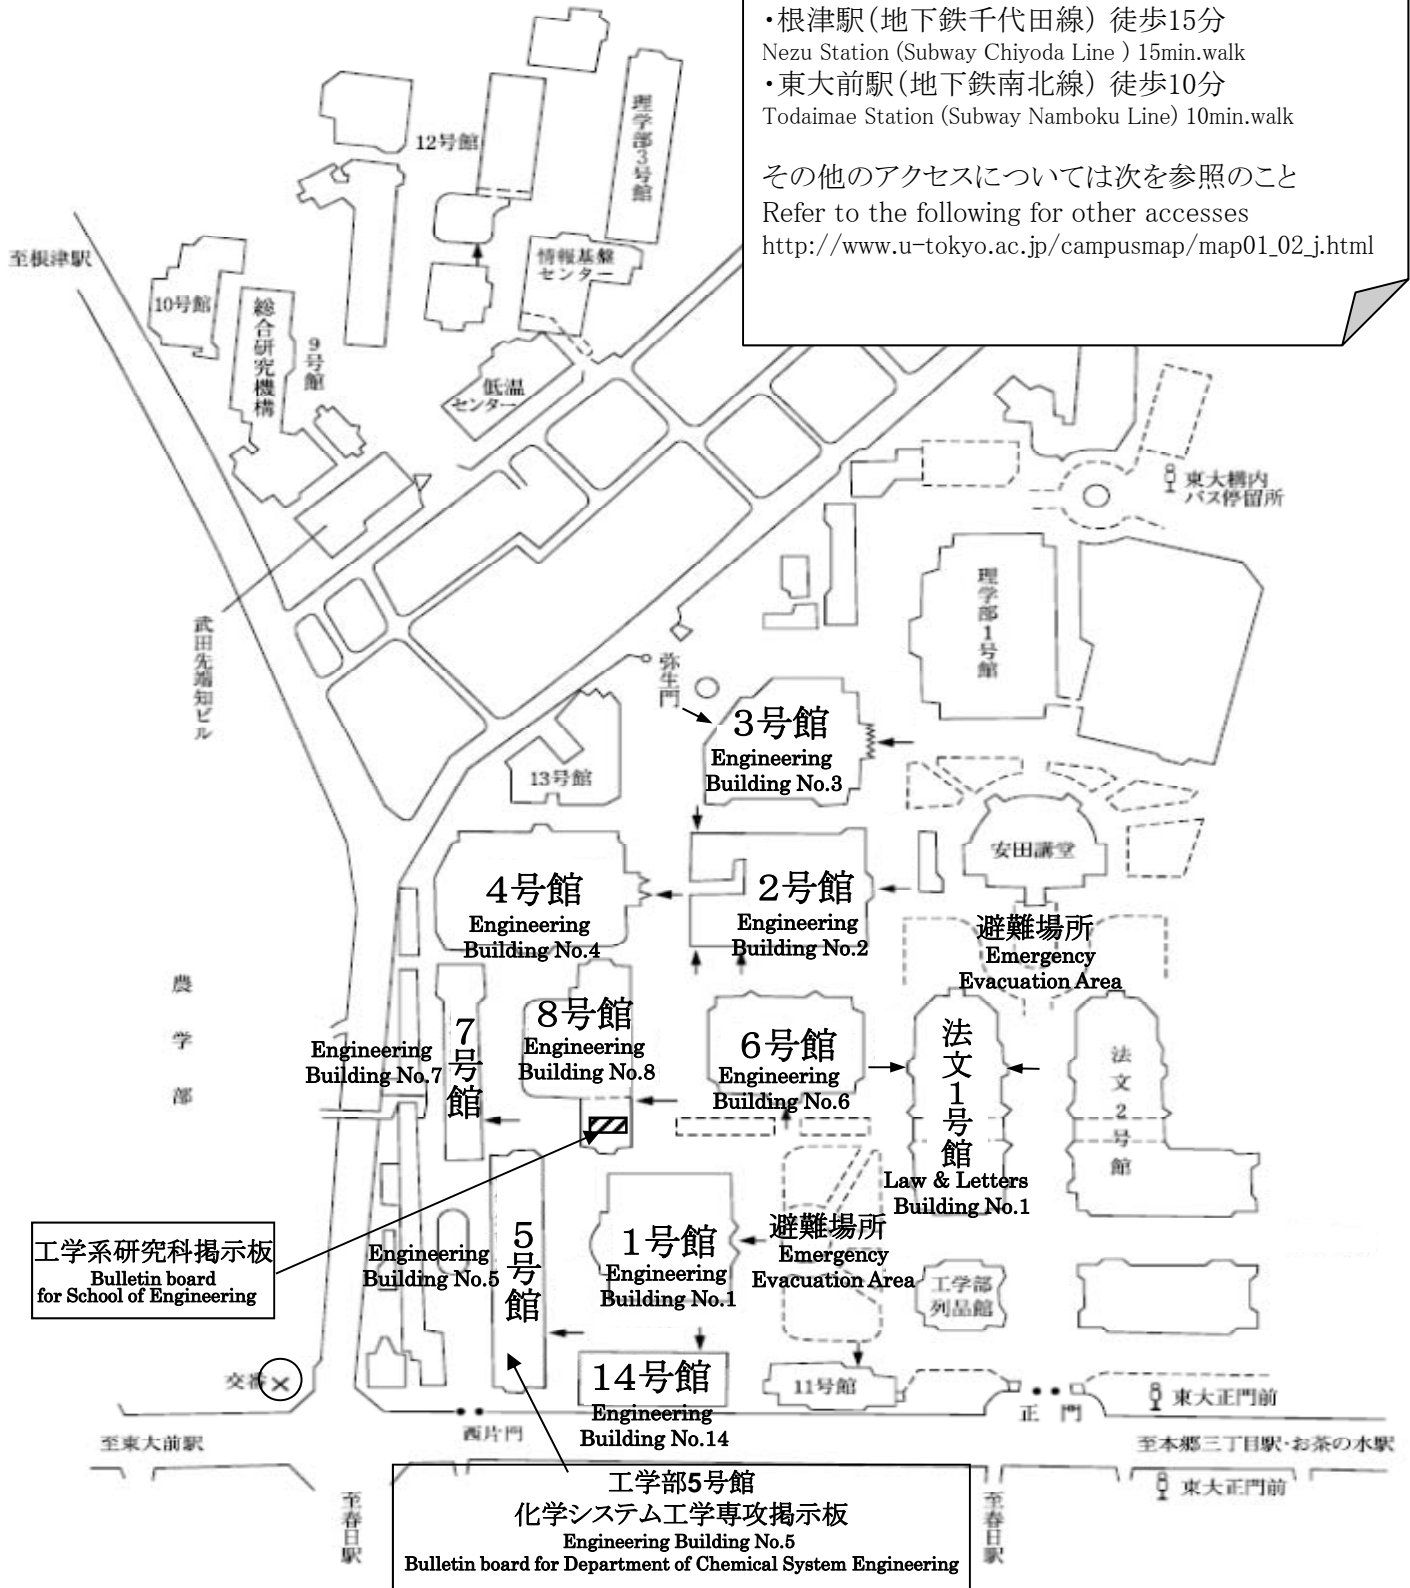 ・根津駅(地下鉄千代田線) 徒歩15分
Nezu Station (Subway Chiyoda Line ) 15min.walk
・東大前駅(地下鉄南北線) 徒歩10分
Todaimae Station (Subway Namboku Line) 10min.walk
その他のアクセスについては次を参照のこと
Refer to the following for other accesses
http://www.u-tokyo.ac.jp/campusmap/map01_02_j.html
理学部3号館
12号館
至根津駅
情報基盤
センター
10号館
総合研究機構
9号館
低温
センター
東大構内
バス停留所
理学部1号館
武田先端知ビル
弥生門
3号館
Engineering
Building No.3
13号館
安田講堂
4号館
Engineering
Building No.4
2号館
Engineering
Building No.2
避難場所
Emergency
Evacuation Area
農学部
7号館
Engineering
Building No.7
8号館
Engineering
Building No.8
6号館
Engineering
Building No.6
法文1号館
Law & Letters
Building No.1
法文2号館
工学系研究科掲示板
Bulletin board
for School of Engineering
5号館
Engineering
Building No.5
1号館
Engineering
Building No.1
避難場所
Emergency
Evacuation Area
工学部
列品館
交番
14号館
Engineering
Building No.14
11号館
正門
東大正門前
至東大前駅
西片門
至本郷三丁目駅・お茶の水駅
東大正門前
至春日駅
至春日駅
工学部5号館
化学システム工学専攻掲示板
Engineering Building No.5
Bulletin board for Department of Chemical System Engineering